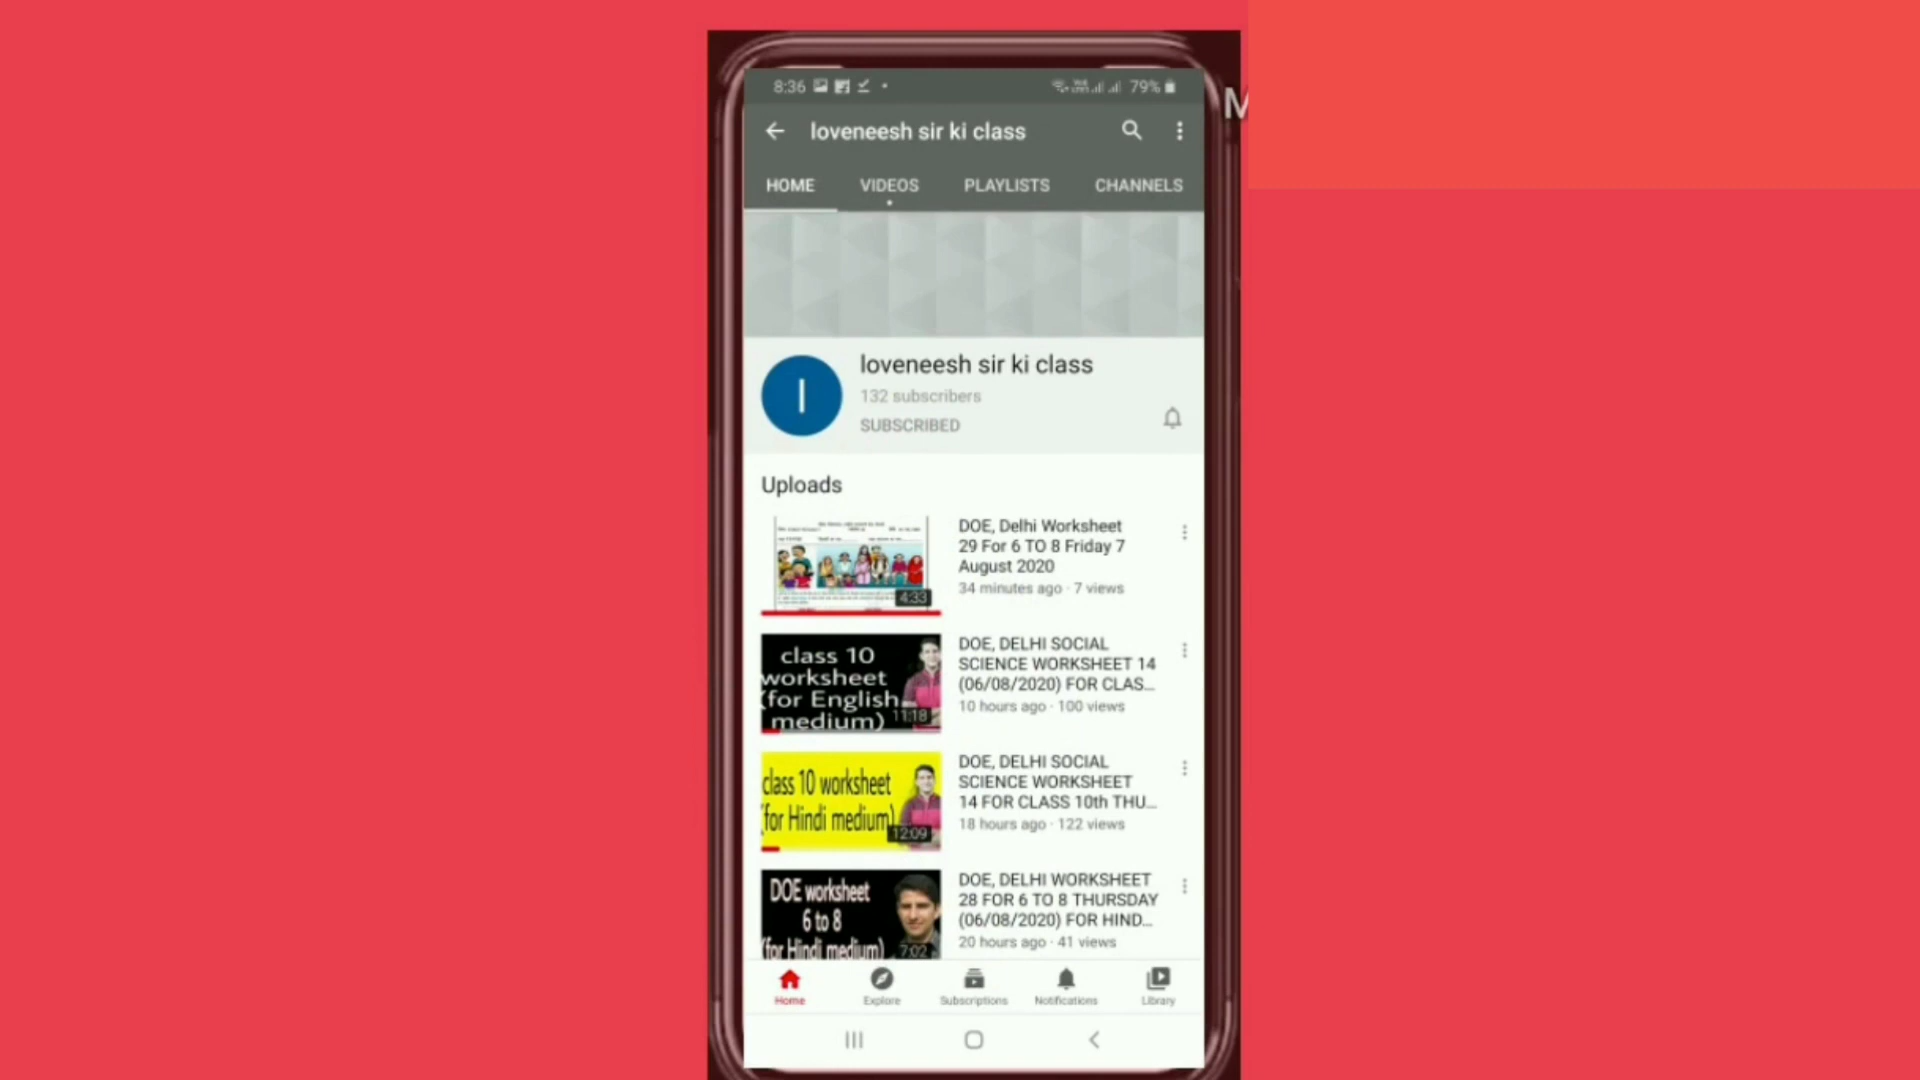 8:36
79%
M
loveneesh sir ki class
HOME VIDEOS PLAYLISTS CHANNELS
l
loveneesh sir ki class
132 subscribers
SUBSCRIBED
Uploads
4:33
DOE, Delhi Worksheet
29 For 6 TO 8 Friday 7
August 2020
34 minutes ago · 7 views
class 10
worksheet
(for English
medium)
11:18
DOE, DELHI SOCIAL
SCIENCE WORKSHEET 14
(06/08/2020) FOR CLAS...
10 hours ago · 100 views
class 10 worksheet
(for Hindi medium)
12:09
DOE, DELHI SOCIAL
SCIENCE WORKSHEET
14 FOR CLASS 10th THU...
18 hours ago · 122 views
DOE worksheet
6 to 8
(for Hindi medium)
7:02
DOE, DELHI WORKSHEET
28 FOR 6 TO 8 THURSDAY
(06/08/2020) FOR HIND...
20 hours ago · 41 views
Home Explore Subscriptions Notifications Library